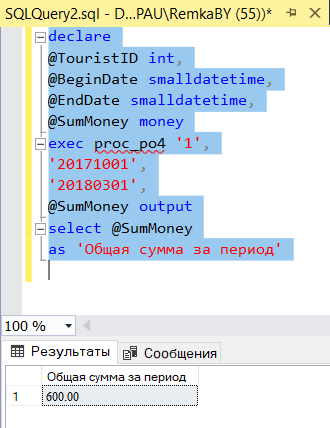 SQLQuery2.sql - D...PAU\RemkaBY (55))*
declare
@TouristID int,
@BeginDate smalldatetime,
@EndDate smalldatetime,
@SumMoney money
exec proc_po4 '1',
'20171001',
'20180301',
@SumMoney output
select @SumMoney
as 'Общая сумма за период'
100 %
Результаты Сообщения
Общая сумма за период
1 600.00